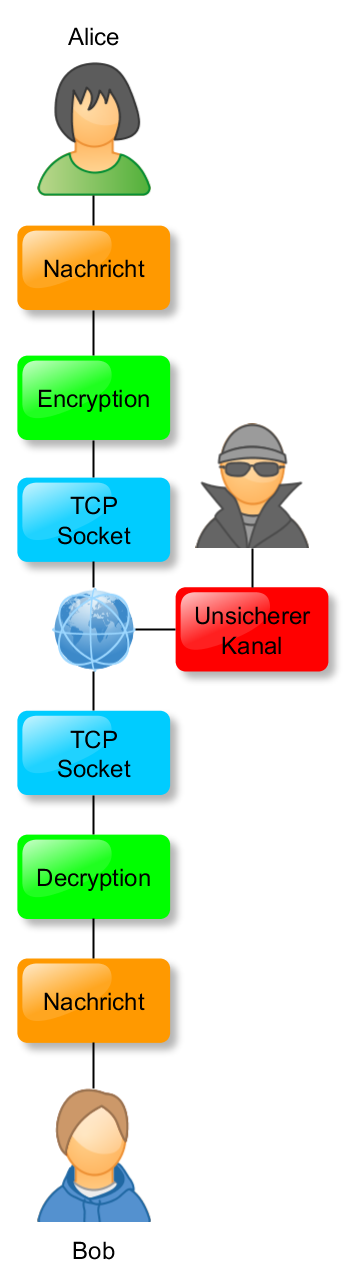 Alice
Nachricht
Encryption
TCP
Socket
Unsicherer
Kanal
TCP
Socket
Decryption
Nachricht
Bob